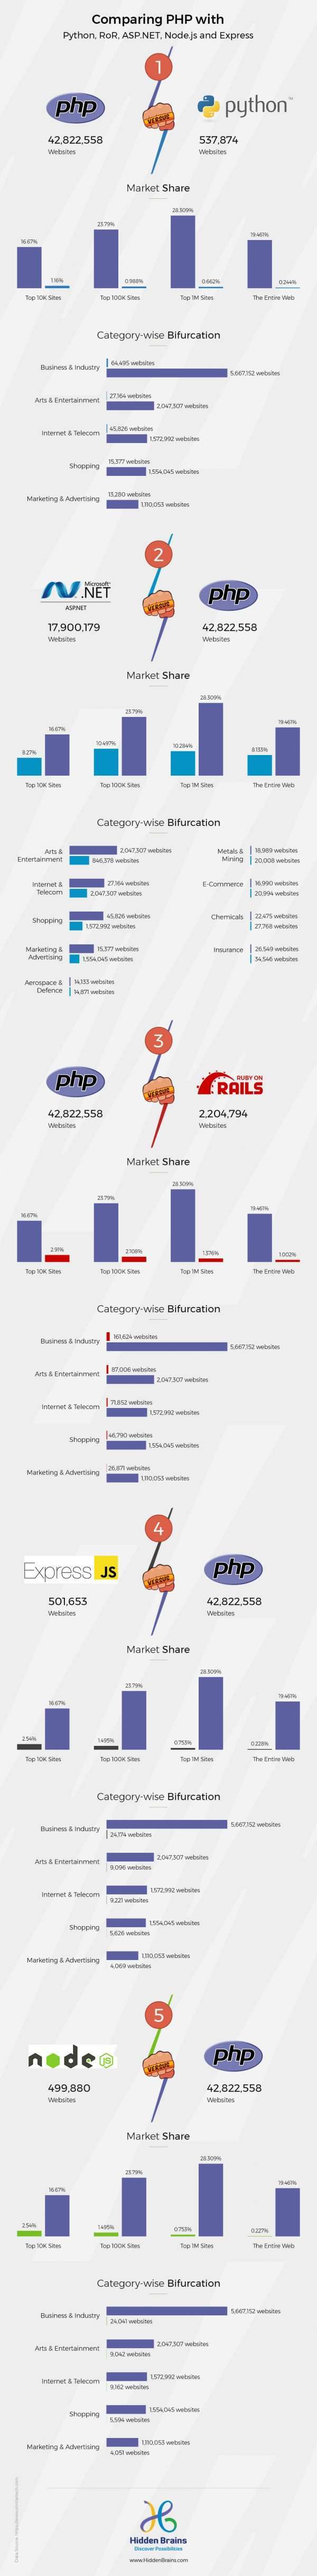 Comparing PHP with
Python, RoR, ASP.NET, Node.js and Express
1
php
VERSUS
python™
42,822,558
Websites
537,874
Websites
Market Share
16.67%
1.16%
23.79%
0.988%
28.309%
0.662%
19.461%
0.244%
Top 10K Sites
Top 100K Sites
Top 1M Sites
The Entire Web
Category-wise Bifurcation
Business & Industry
64,495 websites
5,667,152 websites
Arts & Entertainment
27,164 websites
2,047,307 websites
Internet & Telecom
45,826 websites
1,572,992 websites
Shopping
15,377 websites
1,554,045 websites
Marketing & Advertising
13,280 websites
1,110,053 websites
2
Microsoft®
.NET
ASP.NET
VERSUS
php
17,900,179
Websites
42,822,558
Websites
Market Share
8.27%
16.67%
10.497%
23.79%
10.284%
28.309%
8.133%
19.461%
Top 10K Sites
Top 100K Sites
Top 1M Sites
The Entire Web
Category-wise Bifurcation
Arts &
Entertainment
2,047,307 websites
846,378 websites
Internet &
Telecom
27,164 websites
2,047,307 websites
Shopping
45,826 websites
1,572,992 websites
Marketing &
Advertising
15,377 websites
1,554,045 websites
Aerospace &
Defence
14,133 websites
14,871 websites
Metals &
Mining
18,989 websites
20,008 websites
E-Commerce
16,990 websites
20,994 websites
Chemicals
22,475 websites
27,768 websites
Insurance
26,549 websites
34,546 websites
3
php
VERSUS
RUBY ON
RAILS
42,822,558
Websites
2,204,794
Websites
Market Share
16.67%
2.91%
23.79%
2.108%
28.309%
1.376%
19.461%
1.002%
Top 10K Sites
Top 100K Sites
Top 1M Sites
The Entire Web
Category-wise Bifurcation
Business & Industry
161,624 websites
5,667,152 websites
Arts & Entertainment
87,006 websites
2,047,307 websites
Internet & Telecom
71,852 websites
1,572,992 websites
Shopping
46,790 websites
1,554,045 websites
Marketing & Advertising
26,871 websites
1,110,053 websites
4
Express JS
VERSUS
php
501,653
Websites
42,822,558
Websites
Market Share
2.54%
16.67%
1.495%
23.79%
0.753%
28.309%
0.228%
19.461%
Top 10K Sites
Top 100K Sites
Top 1M Sites
The Entire Web
Category-wise Bifurcation
Business & Industry
5,667,152 websites
24,174 websites
Arts & Entertainment
2,047,307 websites
9,096 websites
Internet & Telecom
1,572,992 websites
9,221 websites
Shopping
1,554,045 websites
5,626 websites
Marketing & Advertising
1,110,053 websites
4,069 websites
5
node JS
VERSUS
php
499,880
Websites
42,822,558
Websites
Market Share
2.54%
16.67%
1.495%
23.79%
0.753%
28.309%
0.227%
19.461%
Top 10K Sites
Top 100K Sites
Top 1M Sites
The Entire Web
Category-wise Bifurcation
Business & Industry
5,667,152 websites
24,041 websites
Arts & Entertainment
2,047,307 websites
9,042 websites
Internet & Telecom
1,572,992 websites
9,162 websites
Shopping
1,554,045 websites
5,594 websites
Marketing & Advertising
1,110,053 websites
4,051 websites
Hidden Brains
Discover Possibilities
www.HiddenBrains.com